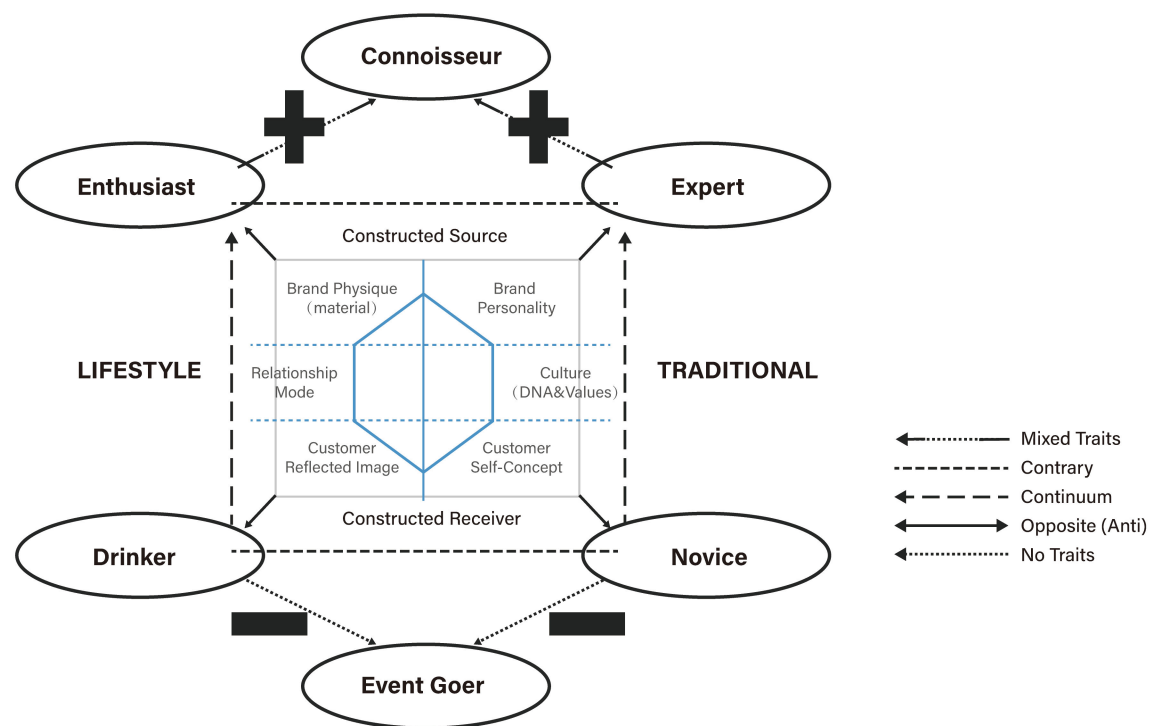 Connoisseur
Enthusiast
Expert
Constructed Source
Brand Physique
（material）
Brand
Personality
LIFESTYLE
Relationship
Mode
Culture
（DNA&Values）
TRADITIONAL
Customer
Reflected Image
Customer
Self-Concept
Constructed Receiver
Drinker
Novice
Event Goer
Mixed Traits
Contrary
Continuum
Opposite (Anti)
No Traits